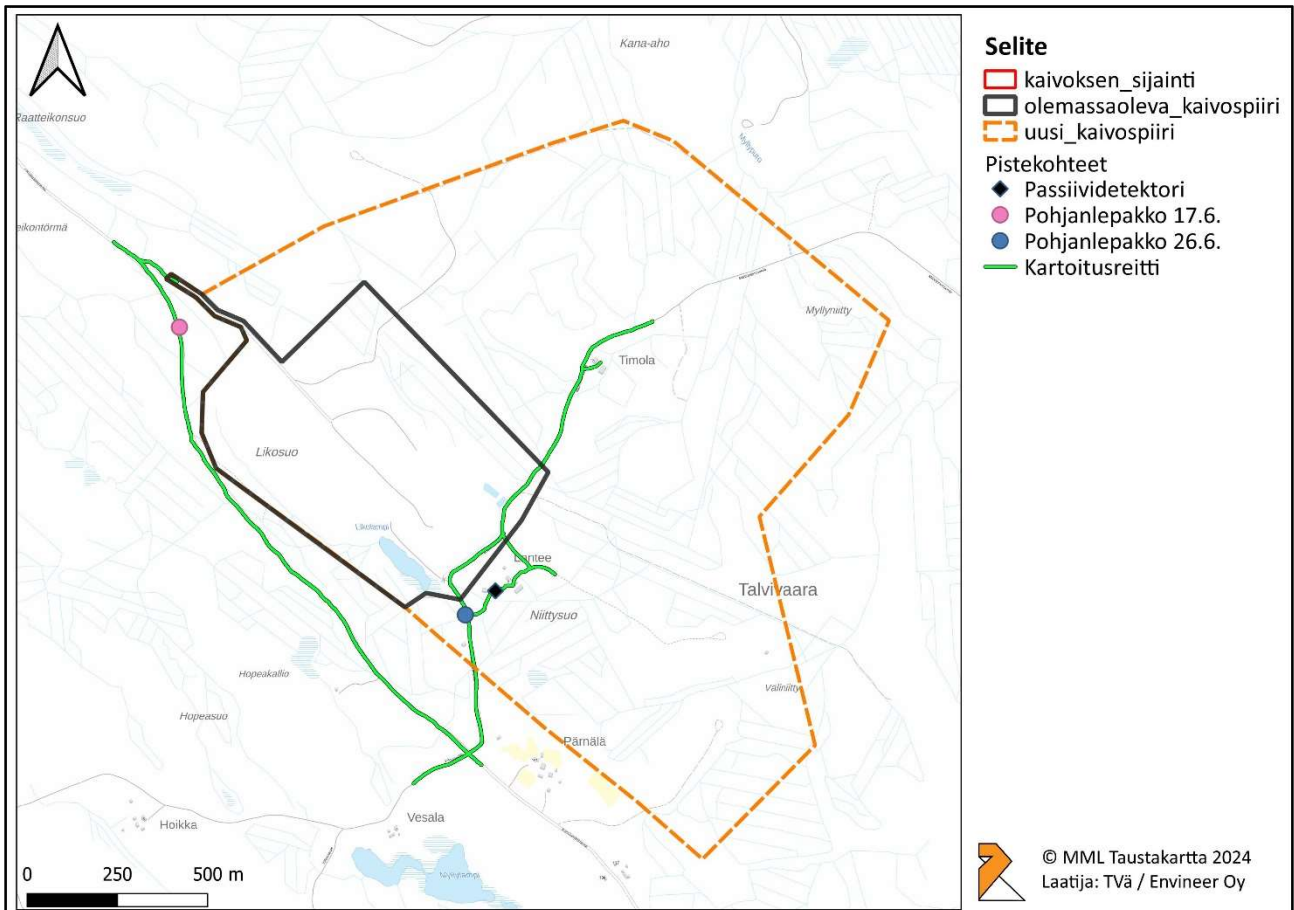 Kana-aho
Raatteikonsuo
Myllypuro
eikontörmä
Myllyniitty
Timola
Likosuo
Likolampi
Lantee
Talvivaara
Niittysuo
Hopeakallio
Väliniitty
Hopeasuo
Pärnälä
Vesala
Hoikka
0 250 500 m
Selite
kaivoksen_sijainti
olemassaoleva_kaivospiiri
uusi_kaivospiiri
Pistekohteet
Passiividetektori
Pohjanlepakko 17.6.
Pohjanlepakko 26.6.
Kartoitusreitti
© MML Taustakartta 2024
Laatija: TVä / Envineer Oy